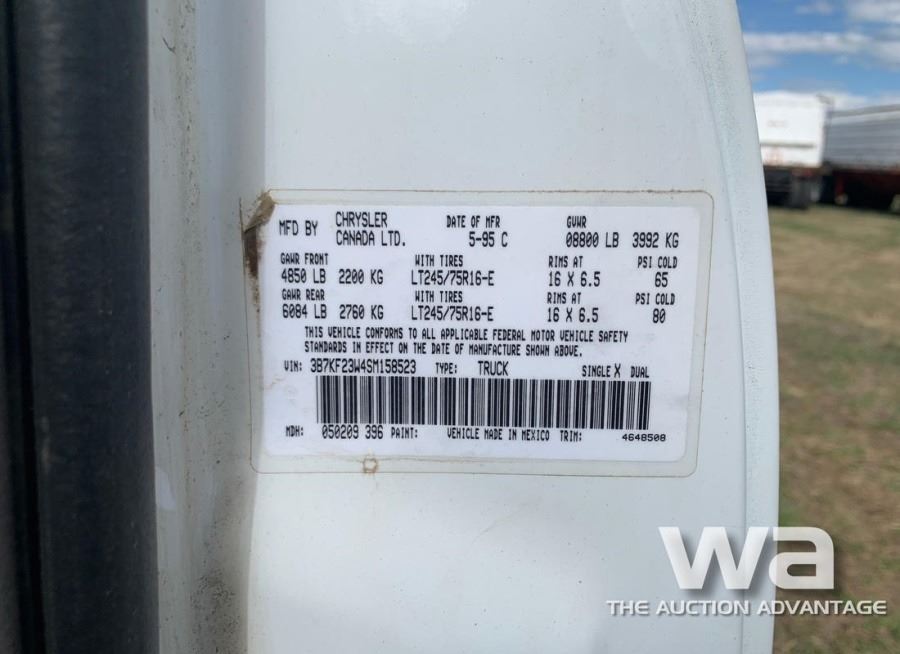 MFD BY CHRYSLER CANADA LTD. DATE OF MFR 5-95 C GVWR 08800 LB 3992 KG
GAWR FRONT WITH TIRES RIMS AT PSI COLD
4850 LB 2200 KG LT245/75R16-E 16 X 6.5 65
GAWR REAR WITH TIRES RIMS AT PSI COLD
6084 LB 2760 KG LT245/75R16-E 16 X 6.5 80
THIS VEHICLE CONFORMS TO ALL APPLICABLE FEDERAL MOTOR VEHICLE SAFETY
STANDARDS IN EFFECT ON THE DATE OF MANUFACTURE SHOWN ABOVE.
VIN: 3B7KF23W4SM158523 TYPE: TRUCK SINGLE X DUAL
MDH: 050209 396 PAINT: VEHICLE MADE IN MEXICO TRIM: 4648508
wa
THE AUCTION ADVANTAGE